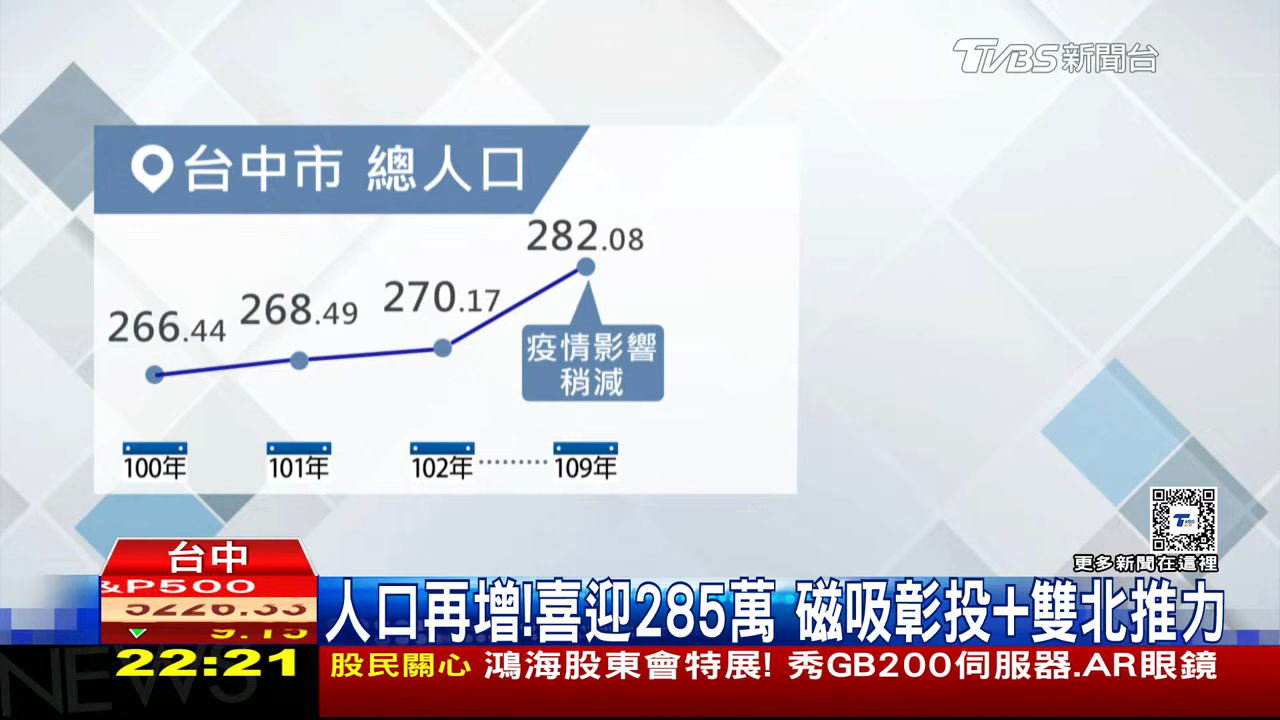 TVBS新聞台
台中市 總人口
282.08
270.17
268.49
266.44
疫情影響
稍減
100年 101年 102年 ......... 109年
TVBS
更多新聞在這裡
台中
&P500
人口再增!喜迎285萬 磁吸彰投+雙北推力
22:21
股民關心 鴻海股東會特展! 秀GB200伺服器.AR眼鏡
NEWS